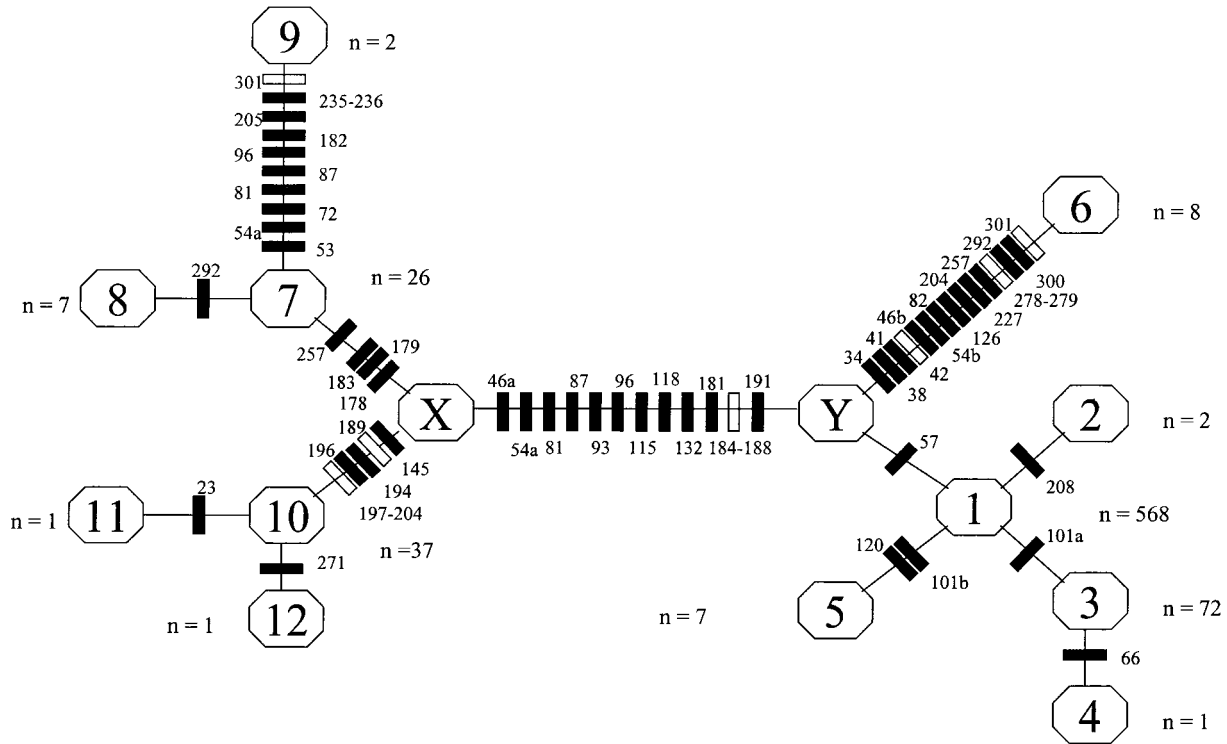 9
n = 2
301
235-236
205
182
96
87
81
72
54a
53
6
n = 8
301
292
300
257
278-279
204
227
82
126
46b
54b
41
42
34
38
292
n = 26
n = 7
8
7
257
179
183
178
X
46a
87
96
118
181
191
54a
81
93
115
132
184-188
Y
57
2
n = 2
208
189
196
145
194
197-204
n = 1
11
23
10
n =37
271
n = 1
12
1
n = 568
120
101b
101a
5
n = 7
3
n = 72
66
4
n = 1